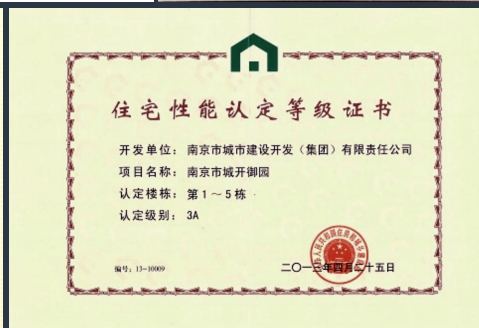 住宅性能认定等级证书
开发单位：南京市城市建设开发（集团）有限责任公司
项目名称：南京市城开御园
认定楼栋：第1～5栋
认定级别：3A
编号：13-10009
二〇一三年四月二十五日